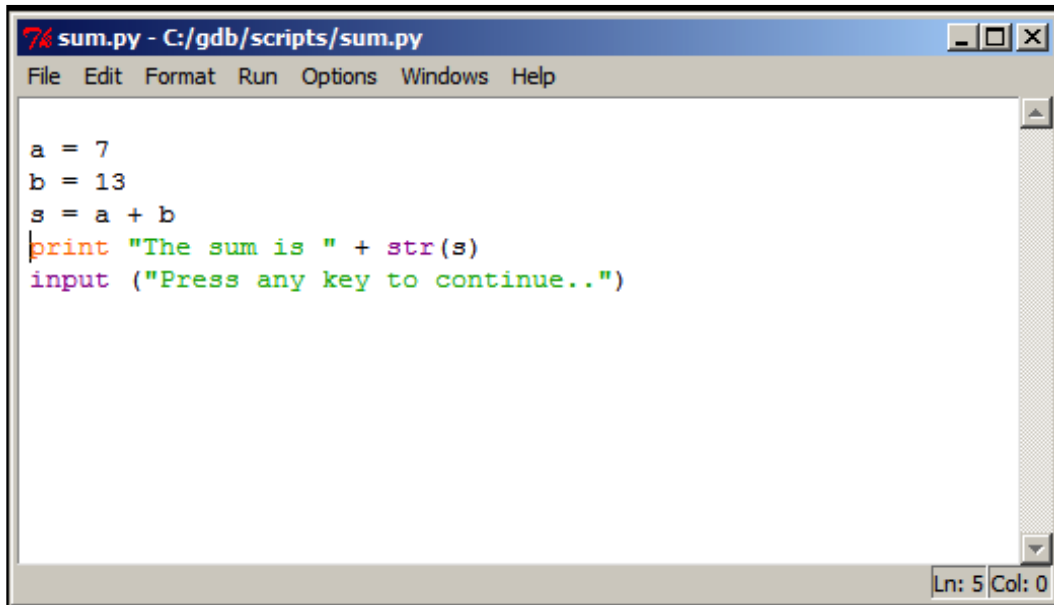 sum.py - C:/gdb/scripts/sum.py
File Edit Format Run Options Windows Help
a = 7
b = 13
s = a + b
print "The sum is " + str(s)
input ("Press any key to continue..")
Ln: 5 Col: 0